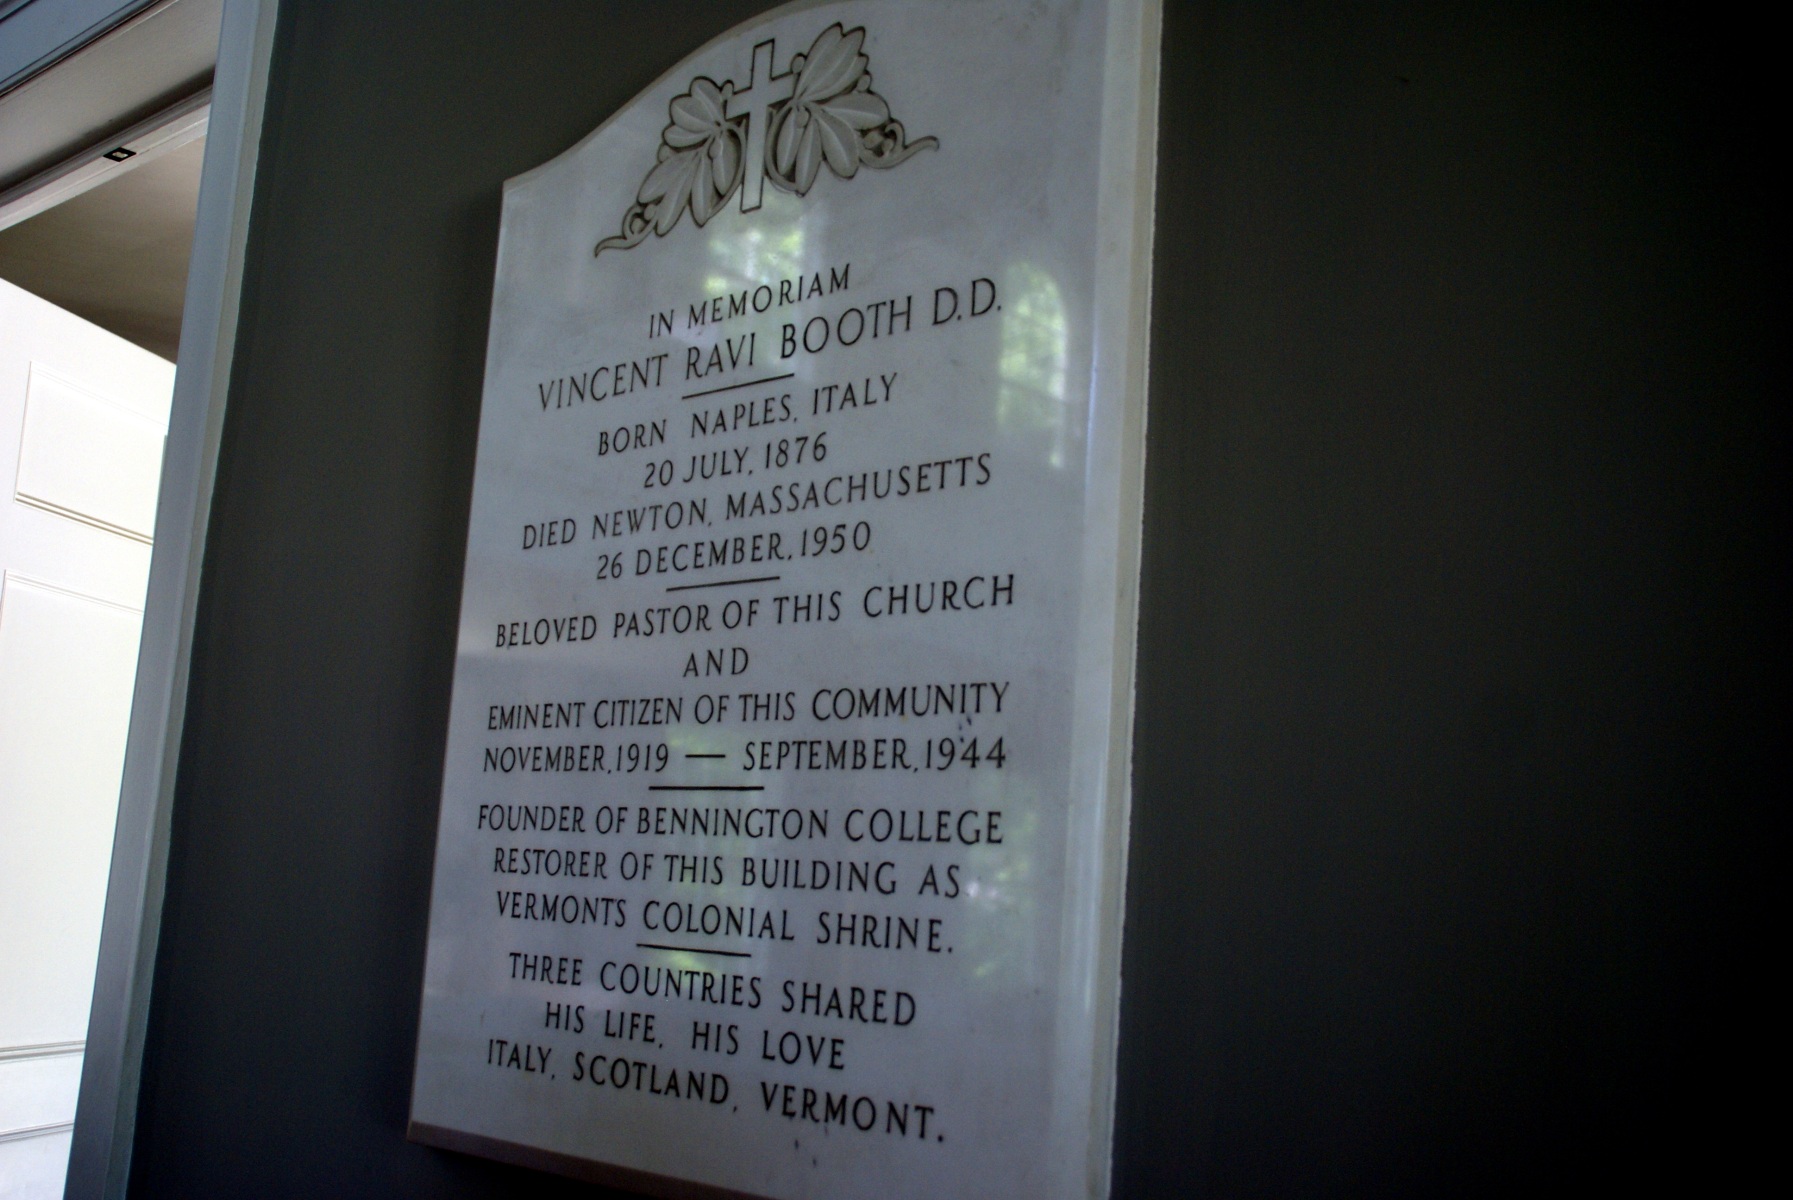 IN MEMORIAM
VINCENT RAVI BOOTH D.D.
BORN NAPLES, ITALY
20 JULY, 1876
DIED NEWTON, MASSACHUSETTS
26 DECEMBER, 1950
BELOVED PASTOR OF THIS CHURCH
AND
EMINENT CITIZEN OF THIS COMMUNITY
NOVEMBER, 1919 — SEPTEMBER, 1944
FOUNDER OF BENNINGTON COLLEGE
RESTORER OF THIS BUILDING AS
VERMONTS COLONIAL SHRINE.
THREE COUNTRIES SHARED
HIS LIFE, HIS LOVE
ITALY, SCOTLAND, VERMONT.